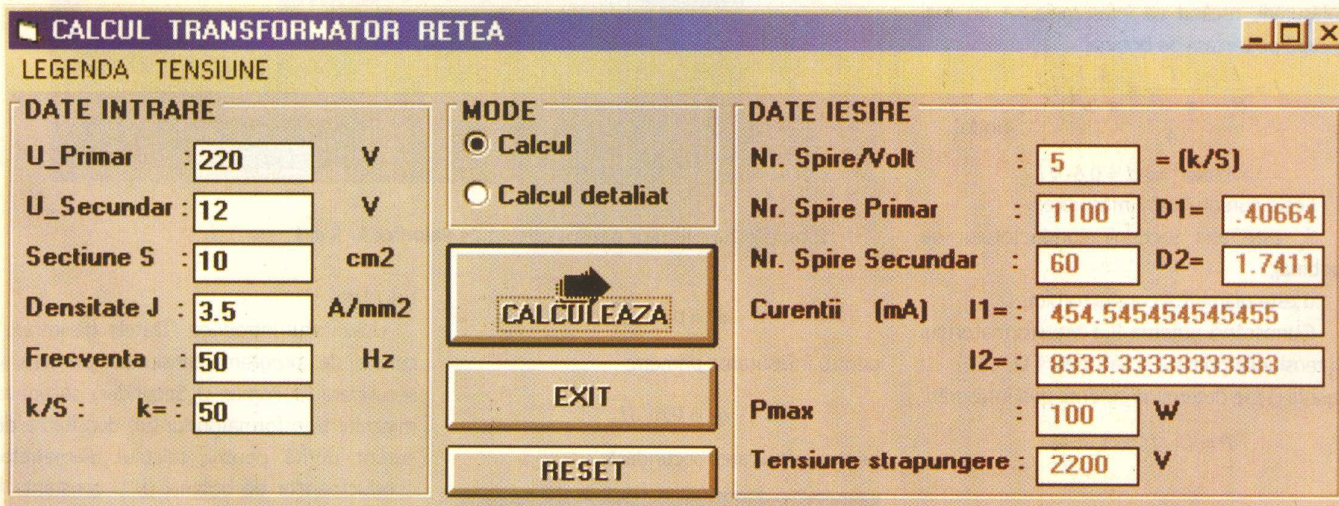 CALCUL TRANSFORMATOR RETEA
LEGENDA TENSIUNE
DATE INTRARE
U_Primar : 220 V
U_Secundar : 12 V
Sectiune S : 10 cm2
Densitate J : 3.5 A/mm2
Frecventa : 50 Hz
k/S : k= : 50
MODE
Calcul
Calcul detaliat
CALCULEAZA
EXIT
RESET
DATE IESIRE
Nr. Spire/Volt : 5 = (k/S)
Nr. Spire Primar : 1100 D1= .40664
Nr. Spire Secundar : 60 D2= 1.7411
Curentii (mA) I1= : 454.545454545455
I2= : 8333.33333333333
Pmax : 100 W
Tensiune strapungere : 2200 V